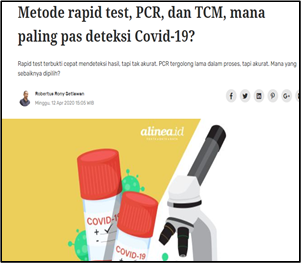 Metode rapid test, PCR, dan TCM, mana
paling pas deteksi Covid-19?
Rapid test terbukti cepat mendeteksi hasil, tapi tak akurat. PCR tergolong lama dalam proses, tapi akurat. Mana yang
sebaiknya dipilih?
Robertus Rony Setiawan
Minggu, 12 Apr 2020 15:05 WIB
alinea.id
COVID-19
COVID-19